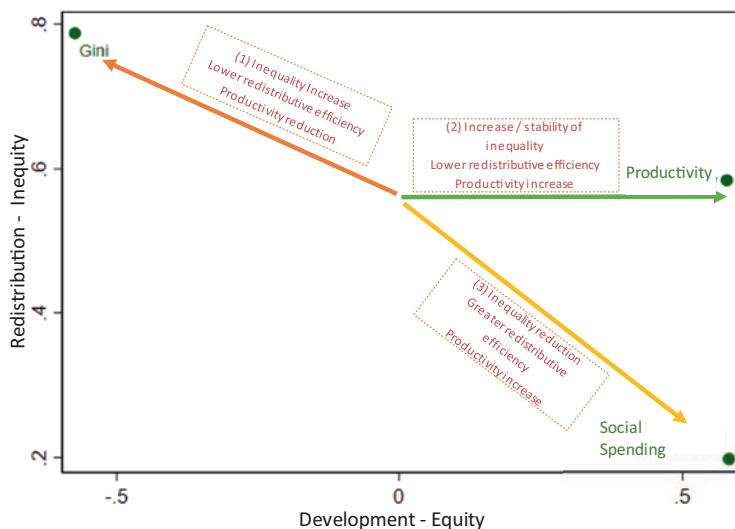 .8
Gini
(1) Inequality Increase
Lower redistributive efficiency
Productivity reduction
(2) Increase / stability of
inequality
Lower redistributive efficiency
Productivity increase
.6
Productivity
Redistribution - Inequity
.4
(3) Inequality reduction
Greater redistributive
efficiency
Productivity increase
Social
Spending
.2
-.5
0
.5
Development - Equity